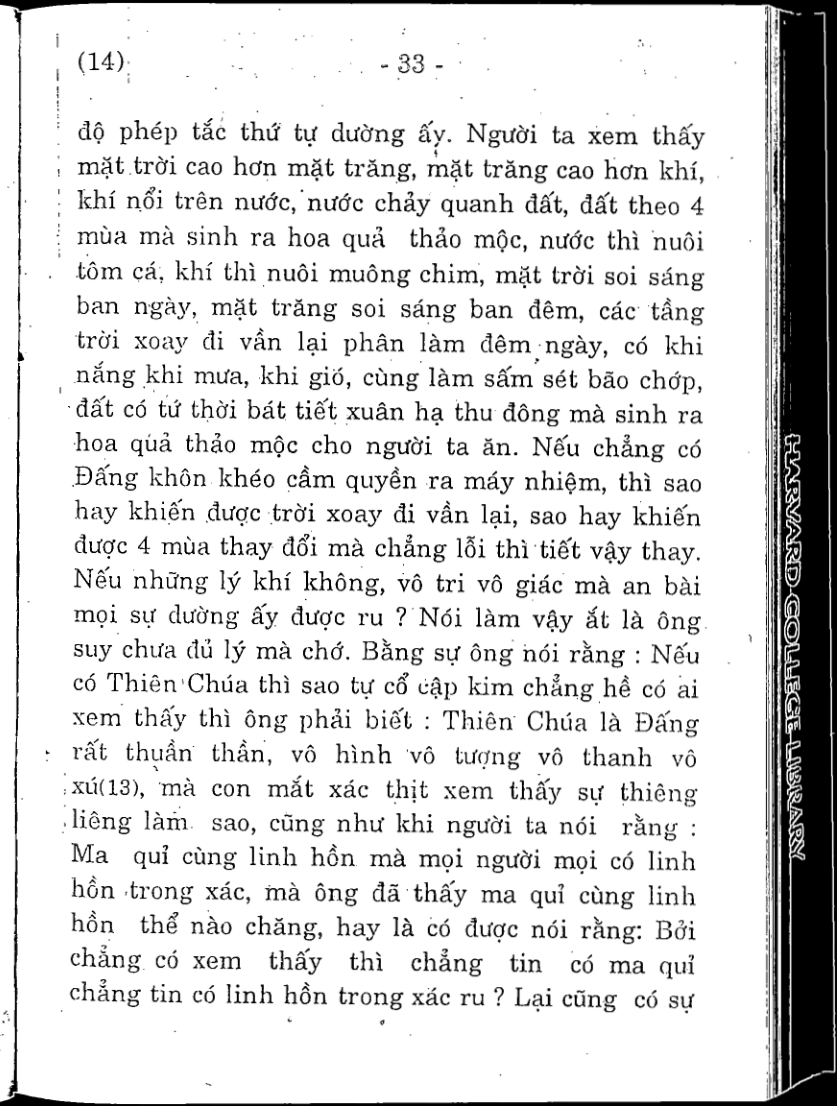 (14) - 33 -
độ phép tắc thứ tự dường ấy. Người ta xem thấy
mặt trời cao hơn mặt trăng, mặt trăng cao hơn khí,
khí nổi trên nước, nước chảy quanh đất, đất theo 4
mùa mà sinh ra hoa quả thảo mộc, nước thì nuôi
tôm cá, khí thì nuôi muông chim, mặt trời soi sáng
ban ngày, mặt trăng soi sáng ban đêm, các tầng
trời xoay đi vần lại phân làm đêm ngày, có khi
nắng khi mưa, khi gió, cùng làm sấm sét bão chớp,
đất có tứ thời bát tiết xuân hạ thu đông mà sinh ra
hoa quả thảo mộc cho người ta ăn. Nếu chẳng có
Đấng khôn khéo cầm quyền ra máy nhiệm, thì sao
hay khiến được trời xoay đi vần lại, sao hay khiến
được 4 mùa thay đổi mà chẳng lỗi thì tiết vậy thay.
Nếu những lý khí không, vô tri vô giác mà an bài
mọi sự dường ấy được ru ? Nói làm vậy ắt là ông
suy chưa đủ lý mà chớ. Bằng sự ông nói rằng : Nếu
có Thiên Chúa thì sao tự cổ cập kim chẳng hề có ai
xem thấy thì ông phải biết : Thiên Chúa là Đấng
rất thuần thần, vô hình vô tượng vô thanh vô
xú(13), mà con mắt xác thịt xem thấy sự thiêng
liêng làm sao, cũng như khi người ta nói rằng :
Ma quỉ cùng linh hồn mà mọi người mọi có linh
hồn trong xác, mà ông đã thấy ma quỉ cùng linh
hồn thể nào chăng, hay là có được nói rằng: Bởi
chẳng có xem thấy thì chẳng tin có ma quỉ
chẳng tin có linh hồn trong xác ru ? Lại cũng có sự
HARVARD COLLEGE LIBRARY